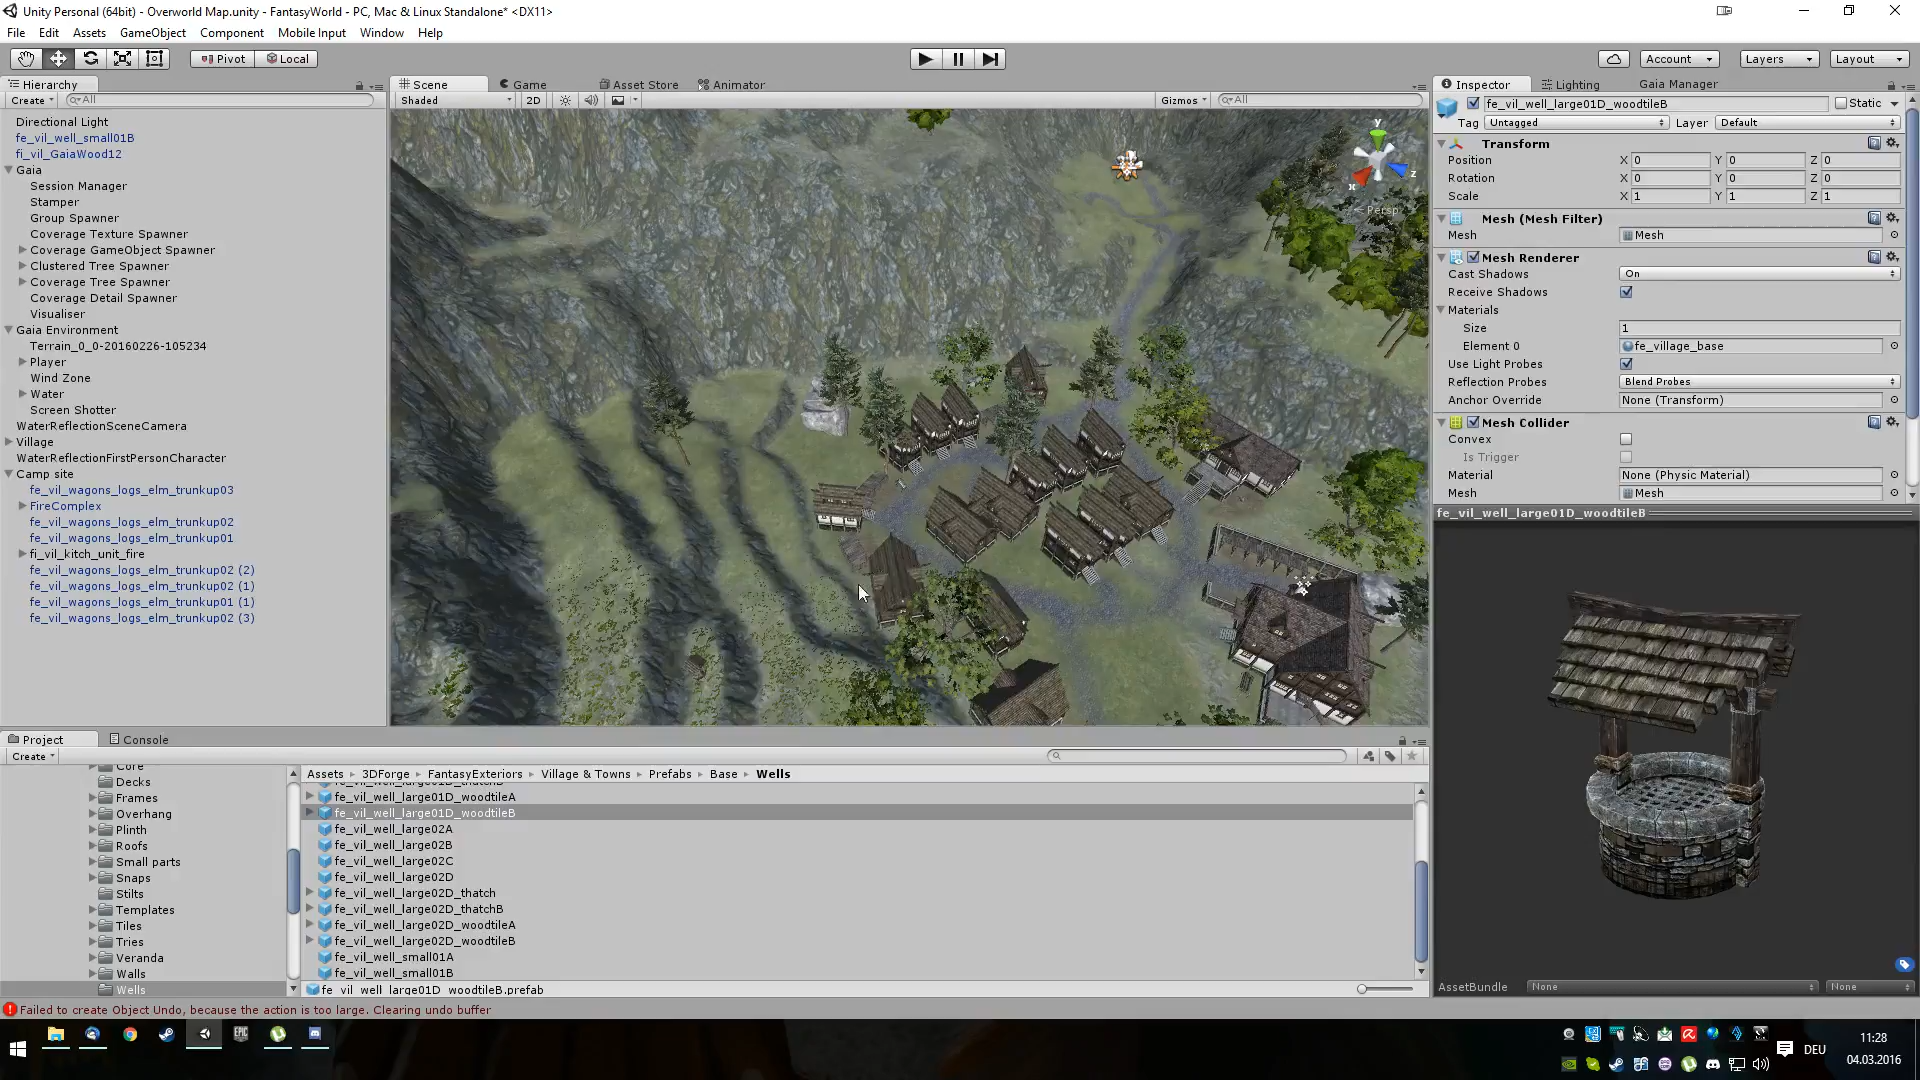 Unity Personal (64bit) - Overworld Map.unity - FantasyWorld - PC, Mac & Linux Standalone* <DX11>
File Edit Assets GameObject Component Mobile Input Window Help
Pivot Local
Account Layers Layout
Hierarchy
Create All
Directional Light
fe_vil_well_small01B
fi_vil_GaiaWood12
Gaia
Session Manager
Stamper
Group Spawner
Coverage Texture Spawner
Coverage GameObject Spawner
Clustered Tree Spawner
Coverage Tree Spawner
Coverage Detail Spawner
Visualiser
Gaia Environment
Terrain_0_0-20160226-105234
Player
Wind Zone
Water
Screen Shotter
WaterReflectionSceneCamera
Village
WaterReflectionFirstPersonCharacter
Camp site
fe_vil_wagons_logs_elm_trunkup03
FireComplex
fe_vil_wagons_logs_elm_trunkup02
fe_vil_wagons_logs_elm_trunkup01
fi_vil_kitch_unit_fire
fe_vil_wagons_logs_elm_trunkup02 (2)
fe_vil_wagons_logs_elm_trunkup02 (1)
fe_vil_wagons_logs_elm_trunkup01 (1)
fe_vil_wagons_logs_elm_trunkup02 (3)
Scene Game Asset Store Animator
Shaded 2D Gizmos All
y
x z
Persp
Inspector Lighting Gaia Manager
fe_vil_well_large01D_woodtileB Static
Tag Untagged Layer Default
Transform
Position X 0 Y 0 Z 0
Rotation X 0 Y 0 Z 0
Scale X 1 Y 1 Z 1
Mesh (Mesh Filter)
Mesh Mesh
Mesh Renderer
Cast Shadows On
Receive Shadows
Materials
Size 1
Element 0 fe_village_base
Use Light Probes
Reflection Probes Blend Probes
Anchor Override None (Transform)
Mesh Collider
Convex
Is Trigger
Material None (Physic Material)
Mesh Mesh
fe_vil_well_large01D_woodtileB
AssetBundle None None
Project Console
Create
Core
Decks
Frames
Overhang
Plinth
Roofs
Small parts
Snaps
Stilts
Templates
Tiles
Tries
Veranda
Walls
Wells
Assets 3DForge FantasyExteriors Village & Towns Prefabs Base Wells
fe_vil_well_large01D_thatchB
fe_vil_well_large01D_woodtileA
fe_vil_well_large01D_woodtileB
fe_vil_well_large02A
fe_vil_well_large02B
fe_vil_well_large02C
fe_vil_well_large02D
fe_vil_well_large02D_thatch
fe_vil_well_large02D_thatchB
fe_vil_well_large02D_woodtileA
fe_vil_well_large02D_woodtileB
fe_vil_well_small01A
fe_vil_well_small01B
fe_vil_well_large01D_woodtileB.prefab
Failed to create Object Undo, because the action is too large. Clearing undo buffer
EPIC
DEU
11:28
04.03.2016